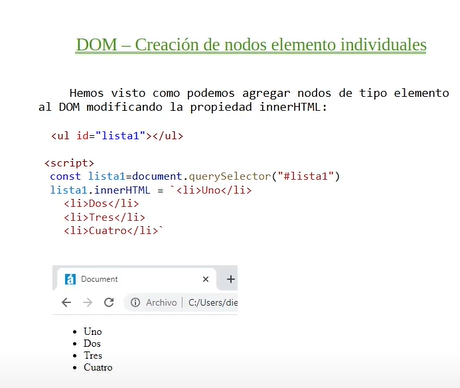 DOM – Creación de nodos elemento individuales
Hemos visto como podemos agregar nodos de tipo elemento
al DOM modificando la propiedad innerHTML:
<ul id="lista1"></ul>
<script>
const lista1=document.querySelector("#lista1")
lista1.innerHTML = `<li>Uno</li>
<li>Dos</li>
<li>Tres</li>
<li>Cuatro</li>`
Document
Archivo | C:/Users/die
Uno
Dos
Tres
Cuatro